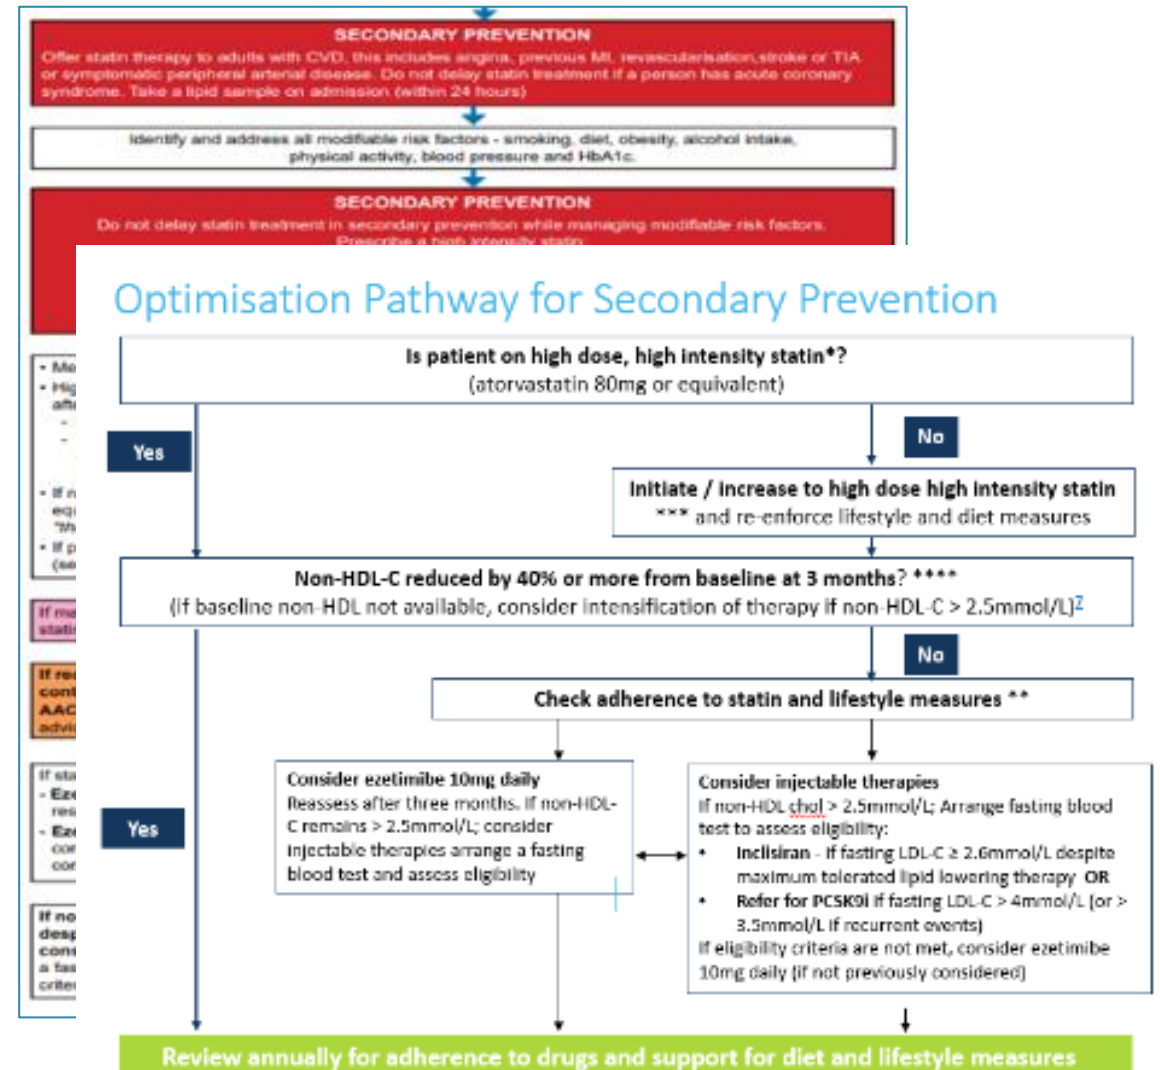 SECONDARY PREVENTION
Offer statin therapy to adults with CVD, this includes angina, previous MI, revascularisation,stroke or TIA
or symptomatic peripheral arterial disease. Do not delay statin treatment if a person has acute coronary
syndrome. Take a lipid sample on admission (within 24 hours)
Identify and address all modifiable risk factors - smoking, diet, obesity, alcohol intake,
physical activity, blood pressure and HbA1c.
SECONDARY PREVENTION
Do not delay statin treatment in secondary prevention while managing modifiable risk factors.
Prescribe a high intensity statin
Optimisation Pathway for Secondary Prevention
Is patient on high dose, high intensity statin*?
(atorvastatin 80mg or equivalent)
Yes
No
Initiate / increase to high dose high intensity statin
*** and re-enforce lifestyle and diet measures
Non-HDL-C reduced by 40% or more from baseline at 3 months? ****
(if baseline non-HDL not available, consider intensification of therapy if non-HDL-C > 2.5mmol/L)7
No
Check adherence to statin and lifestyle measures **
Consider ezetimibe 10mg daily
Reassess after three months. If non-HDL-
C remains > 2.5mmol/L; consider
injectable therapies arrange a fasting
blood test and assess eligibility
Consider injectable therapies
If non-HDL chol > 2.5mmol/L; Arrange fasting blood
test to assess eligibility:
• Inclisiran - if fasting LDL-C ≥ 2.6mmol/L despite
maximum tolerated lipid lowering therapy OR
• Refer for PCSK9i if fasting LDL-C > 4mmol/L (or >
3.5mmol/L if recurrent events)
If eligibility criteria are not met, consider ezetimibe
10mg daily (if not previously considered)
Yes
Review annually for adherence to drugs and support for diet and lifestyle measures